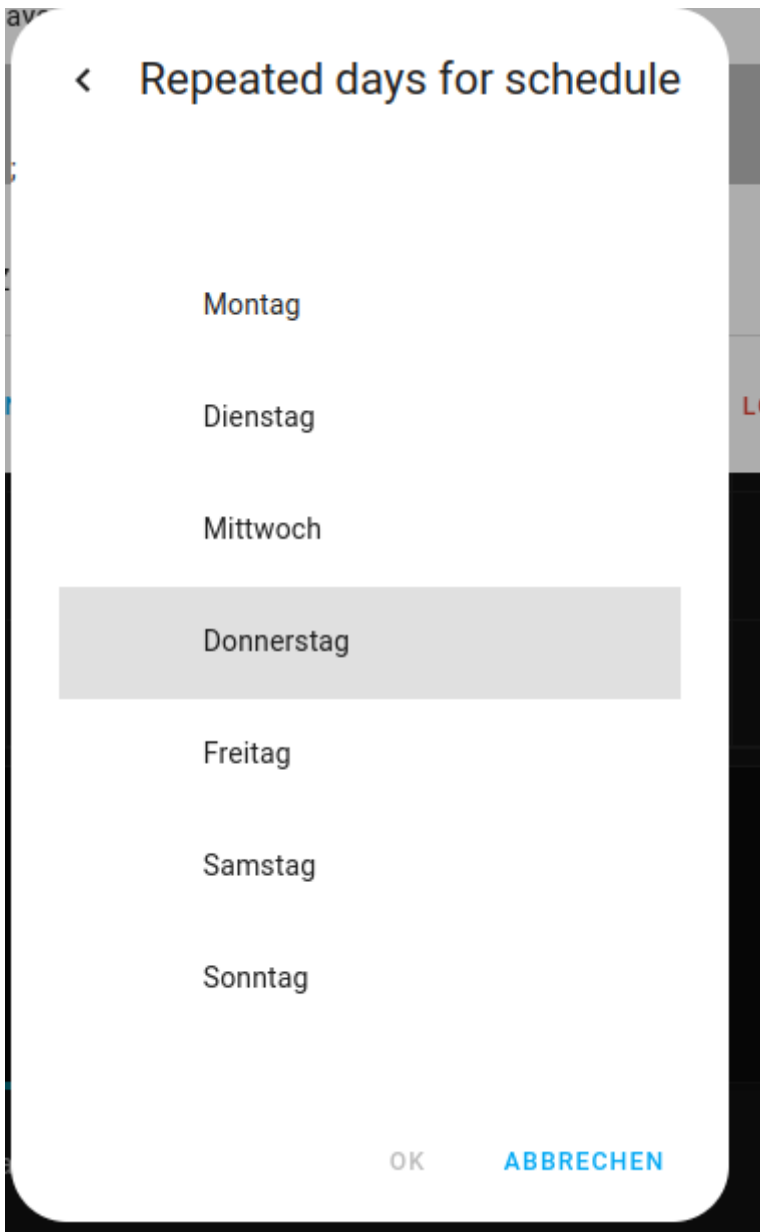 Repeated days for schedule
Montag
Dienstag
Mittwoch
Donnerstag
Freitag
Samstag
Sonntag
OK ABBRECHEN